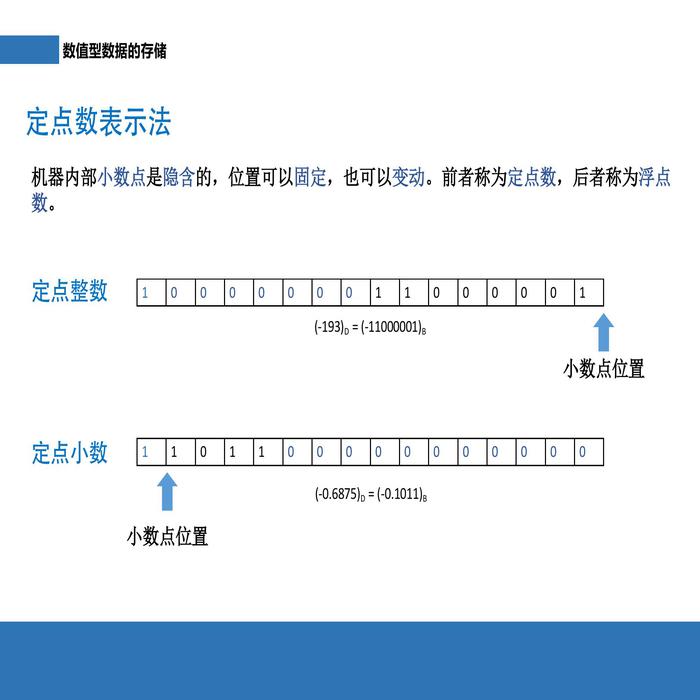 数值型数据的存储
定点数表示法
机器内部小数点是隐含的，位置可以固定，也可以变动。前者称为定点数，后者称为浮点
数。
定点整数 1 0 0 0 0 0 0 0 1 1 0 0 0 0 0 1
(-193)D = (-11000001)B
小数点位置
定点小数 1 1 0 1 1 0 0 0 0 0 0 0 0 0 0 0
(-0.6875)D = (-0.1011)B
小数点位置